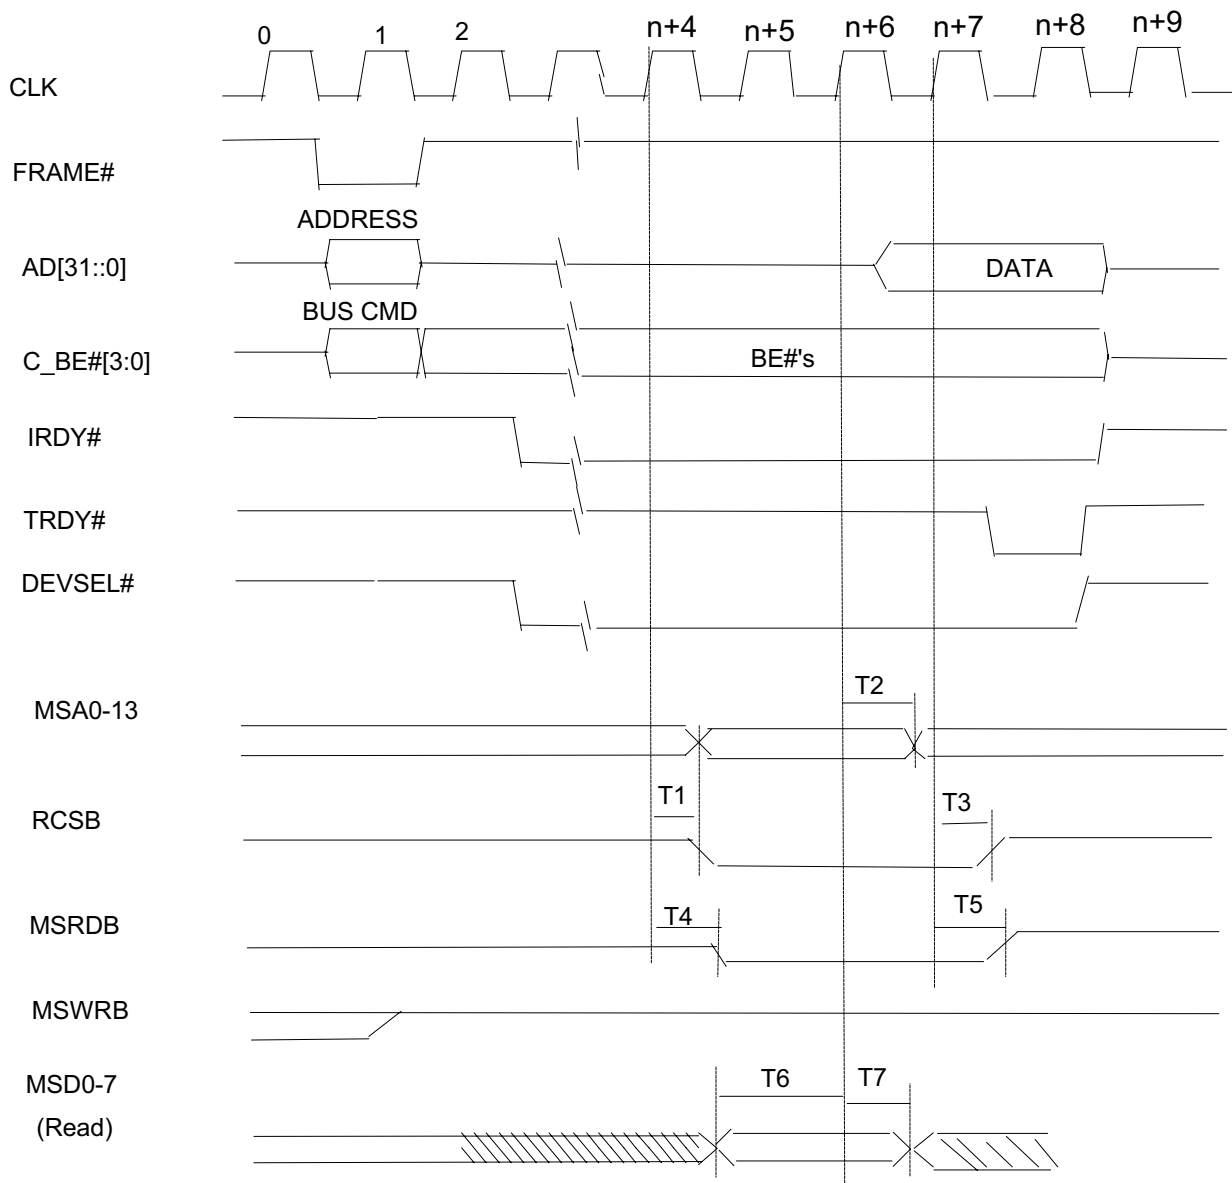 0 1 2 n+4 n+5 n+6 n+7 n+8 n+9
CLK
FRAME#
ADDRESS
AD[31::0] DATA
BUS CMD
C_BE#[3:0] BE#'s
IRDY#
TRDY#
DEVSEL#
T2
MSA0-13
T1 T3
RCSB
T4 T5
MSRDB
MSWRB
MSD0-7 T6 T7
(Read)